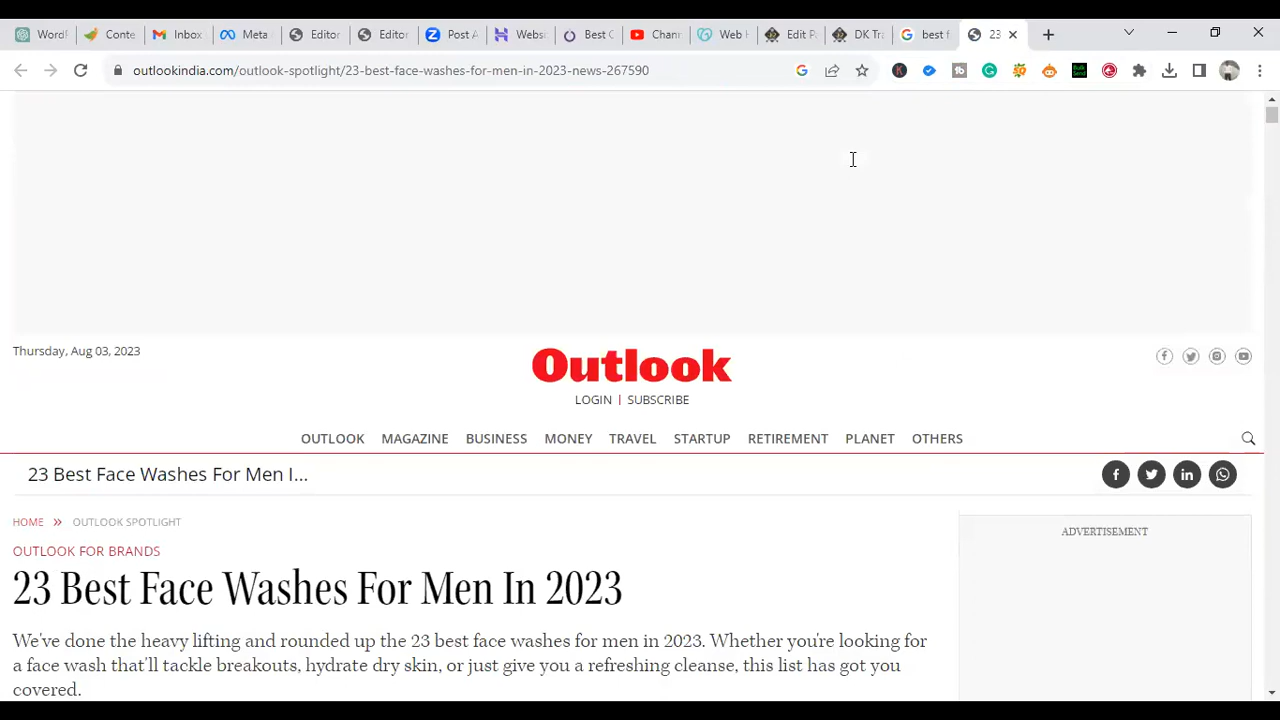 WordF
Conte
Inbox
Meta
Editor
Editor
Post A
Websi
Best C
Chann
Web H
Edit P
DK Tra
best f
23
outlookindia.com/outlook-spotlight/23-best-face-washes-for-men-in-2023-news-267590
Thursday, Aug 03, 2023
Outlook
LOGIN | SUBSCRIBE
OUTLOOK MAGAZINE BUSINESS MONEY TRAVEL STARTUP RETIREMENT PLANET OTHERS
23 Best Face Washes For Men I...
HOME » OUTLOOK SPOTLIGHT
ADVERTISEMENT
OUTLOOK FOR BRANDS
23 Best Face Washes For Men In 2023
We've done the heavy lifting and rounded up the 23 best face washes for men in 2023. Whether you're looking for
a face wash that'll tackle breakouts, hydrate dry skin, or just give you a refreshing cleanse, this list has got you
covered.